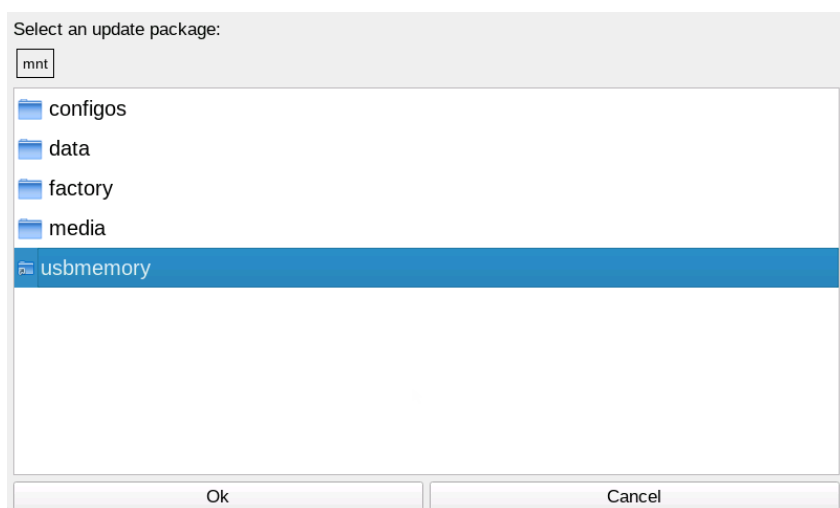 Select an update package:
mnt
configos
data
factory
media
usbmemory
Ok Cancel